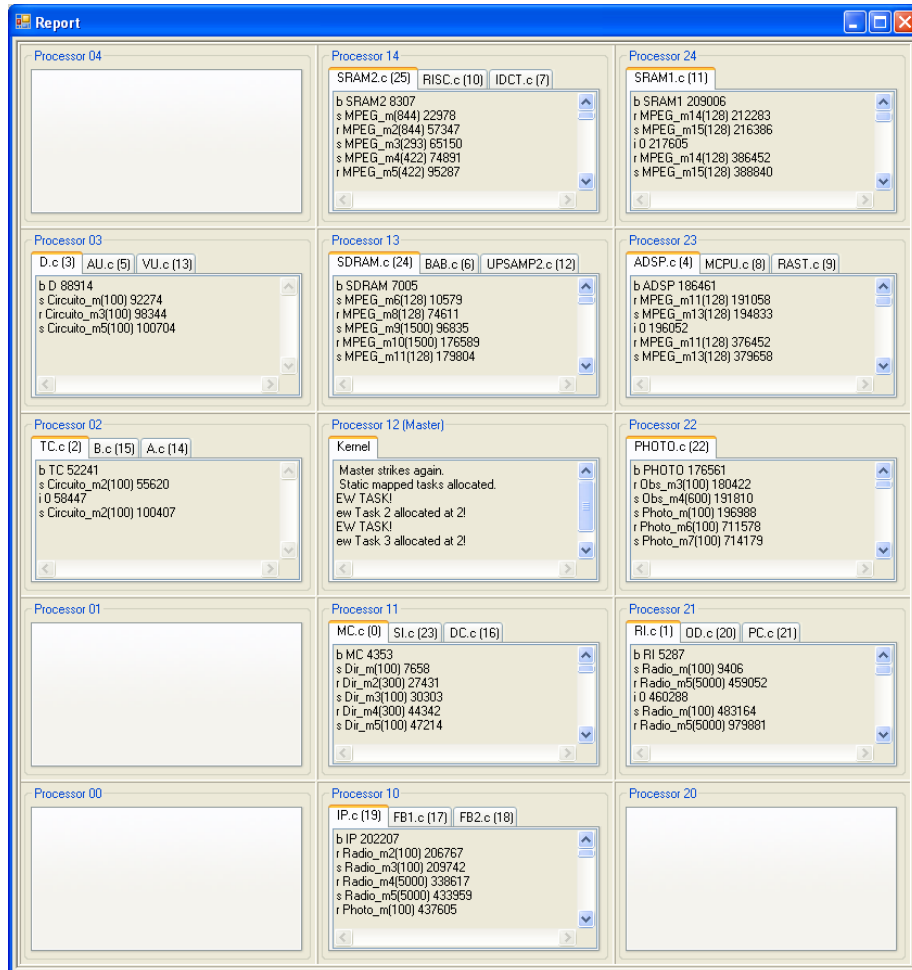 Report
Processor 04
Processor 14
SRAM2.c (25) RISC.c (10) IDCT.c (7)
b SRAM2 8307
s MPEG_m(844) 22978
r MPEG_m2(844) 57347
s MPEG_m3(293) 65150
s MPEG_m4(422) 74891
r MPEG_m5(422) 95287
Processor 24
SRAM1.c (11)
b SRAM1 209006
r MPEG_m14(128) 212283
s MPEG_m15(128) 216386
i 0 217605
r MPEG_m14(128) 386452
s MPEG_m15(128) 388840
Processor 03
D.c (3) AU.c (5) VU.c (13)
b D 88914
s Circuito_m(100) 92274
r Circuito_m3(100) 98344
s Circuito_m5(100) 100704
Processor 13
SDRAM.c (24) BAB.c (6) UPSAMP2.c (12)
b SDRAM 7005
s MPEG_m6(128) 10579
r MPEG_m8(128) 74611
s MPEG_m9(1500) 96835
r MPEG_m10(1500) 176589
s MPEG_m11(128) 179804
Processor 23
ADSP.c (4) MCPU.c (8) RAST.c (9)
b ADSP 186461
r MPEG_m11(128) 191058
s MPEG_m13(128) 194833
i 0 196052
r MPEG_m11(128) 376452
s MPEG_m13(128) 379658
Processor 02
TC.c (2) B.c (15) A.c (14)
b TC 52241
s Circuito_m2(100) 55620
i 0 58447
s Circuito_m2(100) 100407
Processor 12 (Master)
Kernel
Master strikes again.
Static mapped tasks allocated.
EW TASK!
ew Task 2 allocated at 2!
EW TASK!
ew Task 3 allocated at 2!
Processor 22
PHOTO.c (22)
b PHOTO 176561
r Obs_m3(100) 180422
s Obs_m4(600) 191810
s Photo_m(100) 196988
r Photo_m6(100) 711578
s Photo_m7(100) 714179
Processor 01
Processor 11
MC.c (0) SI.c (23) DC.c (16)
b MC 4353
s Dir_m(100) 7658
r Dir_m2(300) 27431
s Dir_m3(100) 30303
r Dir_m4(300) 44342
s Dir_m5(100) 47214
Processor 21
RI.c (1) OD.c (20) PC.c (21)
b RI 5287
s Radio_m(100) 9406
r Radio_m5(5000) 459052
i 0 460288
s Radio_m(100) 483164
r Radio_m5(5000) 979881
Processor 00
Processor 10
IP.c (19) FB1.c (17) FB2.c (18)
b IP 202207
r Radio_m2(100) 206767
s Radio_m3(100) 209742
r Radio_m4(5000) 338617
s Radio_m5(5000) 433959
r Photo_m(100) 437605
Processor 20